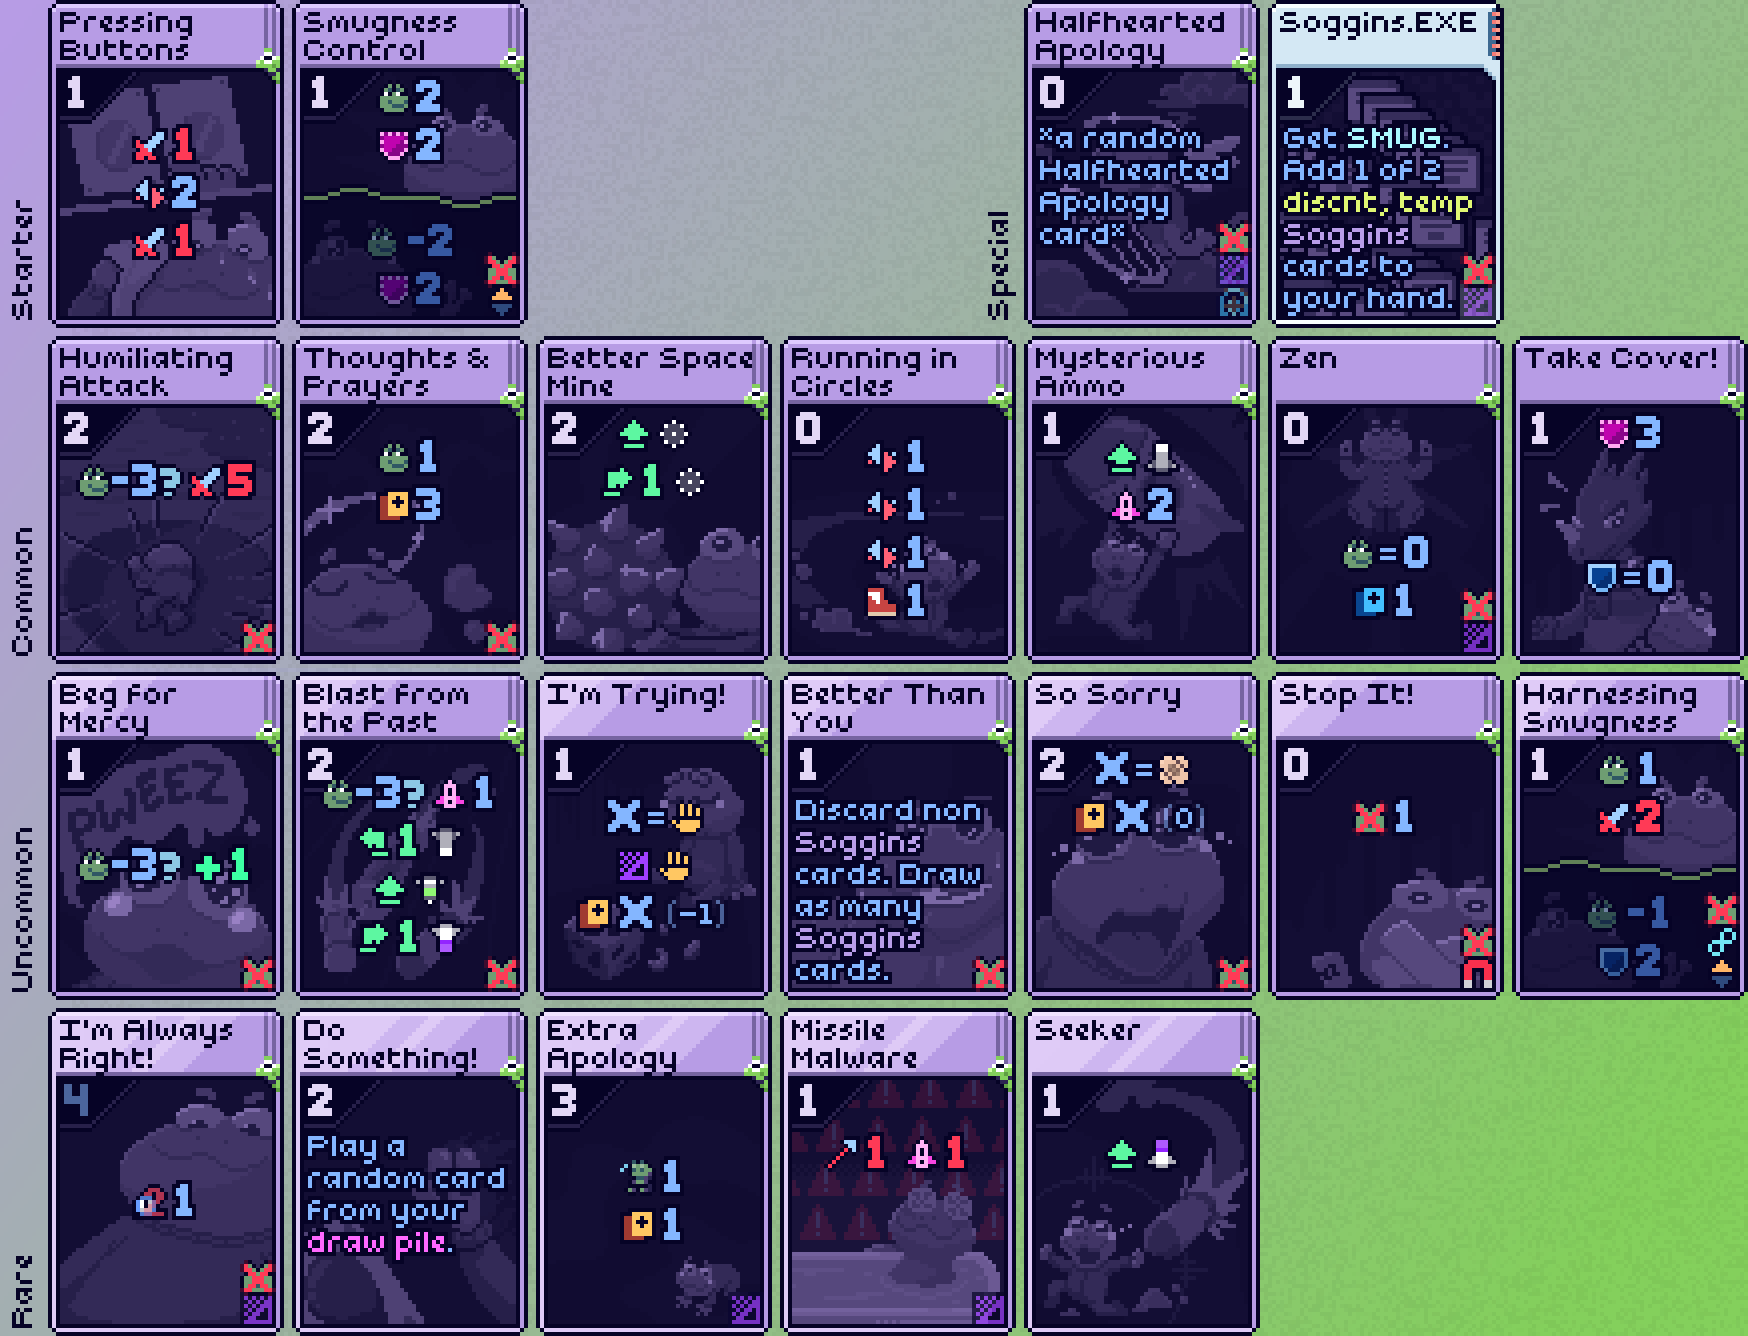 Starter
Pressing
Buttons
1
1
2
1
Smugness
Control
1
2
2
-2
2
Special
Halfhearted
Apology
0
*a random
Halfhearted
Apology
card*
Soggins.EXE
1
Get SMUG.
Add 1 of 2
discnt, temp
Soggins
cards to
your hand.
Common
Humiliating
Attack
2
-3? 5
Thoughts &
Prayers
2
1
3
Better Space
Mine
2
1
Running in
Circles
0
1
1
1
1
Mysterious
Ammo
1
2
Zen
0
=0
1
Take Cover!
1
3
=0
Uncommon
Beg for
Mercy
1
PWEEZ
-3? +1
Blast from
the Past
2
-3? 1
1
1
I'm Trying!
1
X=
X (-1)
Better Than
You
1
Discard non
Soggins
cards. Draw
as many
Soggins
cards.
So Sorry
2
X=
X (0)
Stop It!
0
1
Harnessing
Smugness
1
1
2
-1
2
Rare
I'm Always
Right!
4
1
Do
Something!
2
Play a
random card
from your
draw pile.
Extra
Apology
3
1
1
Missile
Malware
1
1 1
Seeker
1